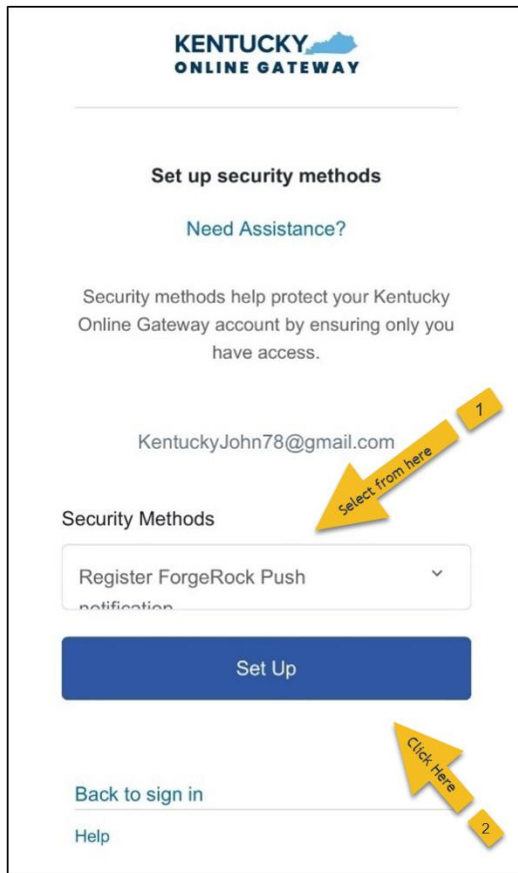 KENTUCKY
ONLINE GATEWAY
Set up security methods
Need Assistance?
Security methods help protect your Kentucky
Online Gateway account by ensuring only you
have access.
KentuckyJohn78@gmail.com
1
Select from here
Security Methods
Register ForgeRock Push
notification
Set Up
Click Here
2
Back to sign in
Help